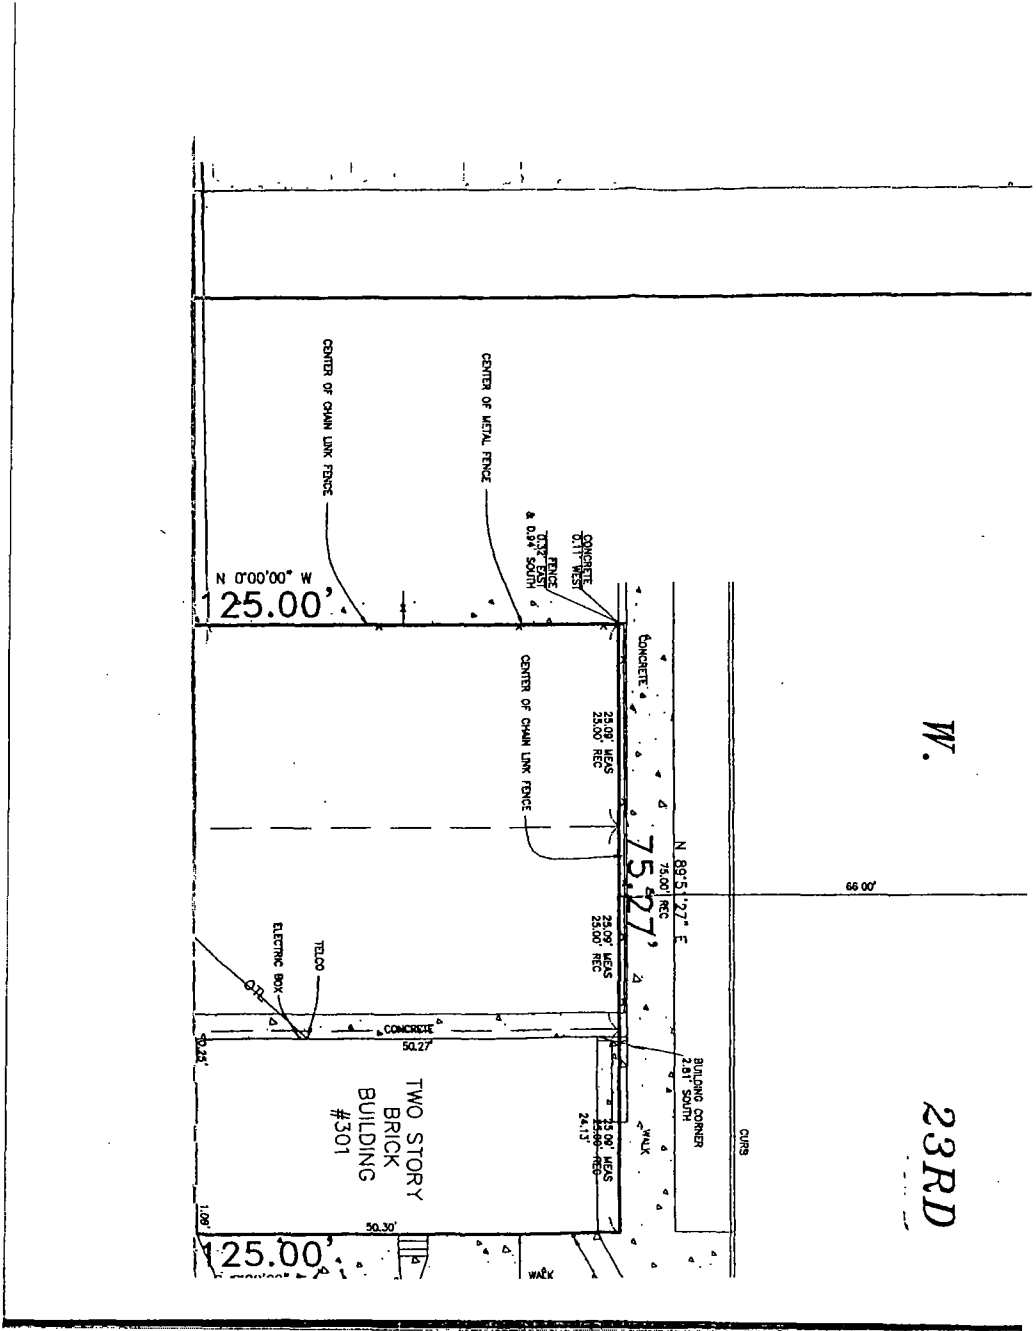 W. 23RD
CURB
66.00'
N 89°51'27" E
75.00' REC
75.27'
BUILDING CORNER
2.81' SOUTH
WALK
CONCRETE
CONCRETE
0.11' WEST
FENCE
0.32' EAST
& 0.94' SOUTH
25.09' MEAS
25.00' REC
25.09' MEAS
25.00' REC
25.09' MEAS
25.00' REC
24.13'
CENTER OF CHAIN LINK FENCE
CENTER OF METAL FENCE
CENTER OF CHAIN LINK FENCE
N 0°00'00" W
125.00'
TELCO
ELECTRIC BOX
CONCRETE
50.27'
TWO STORY
BRICK
BUILDING
#301
50.30'
1.08'
125.00'
WALK